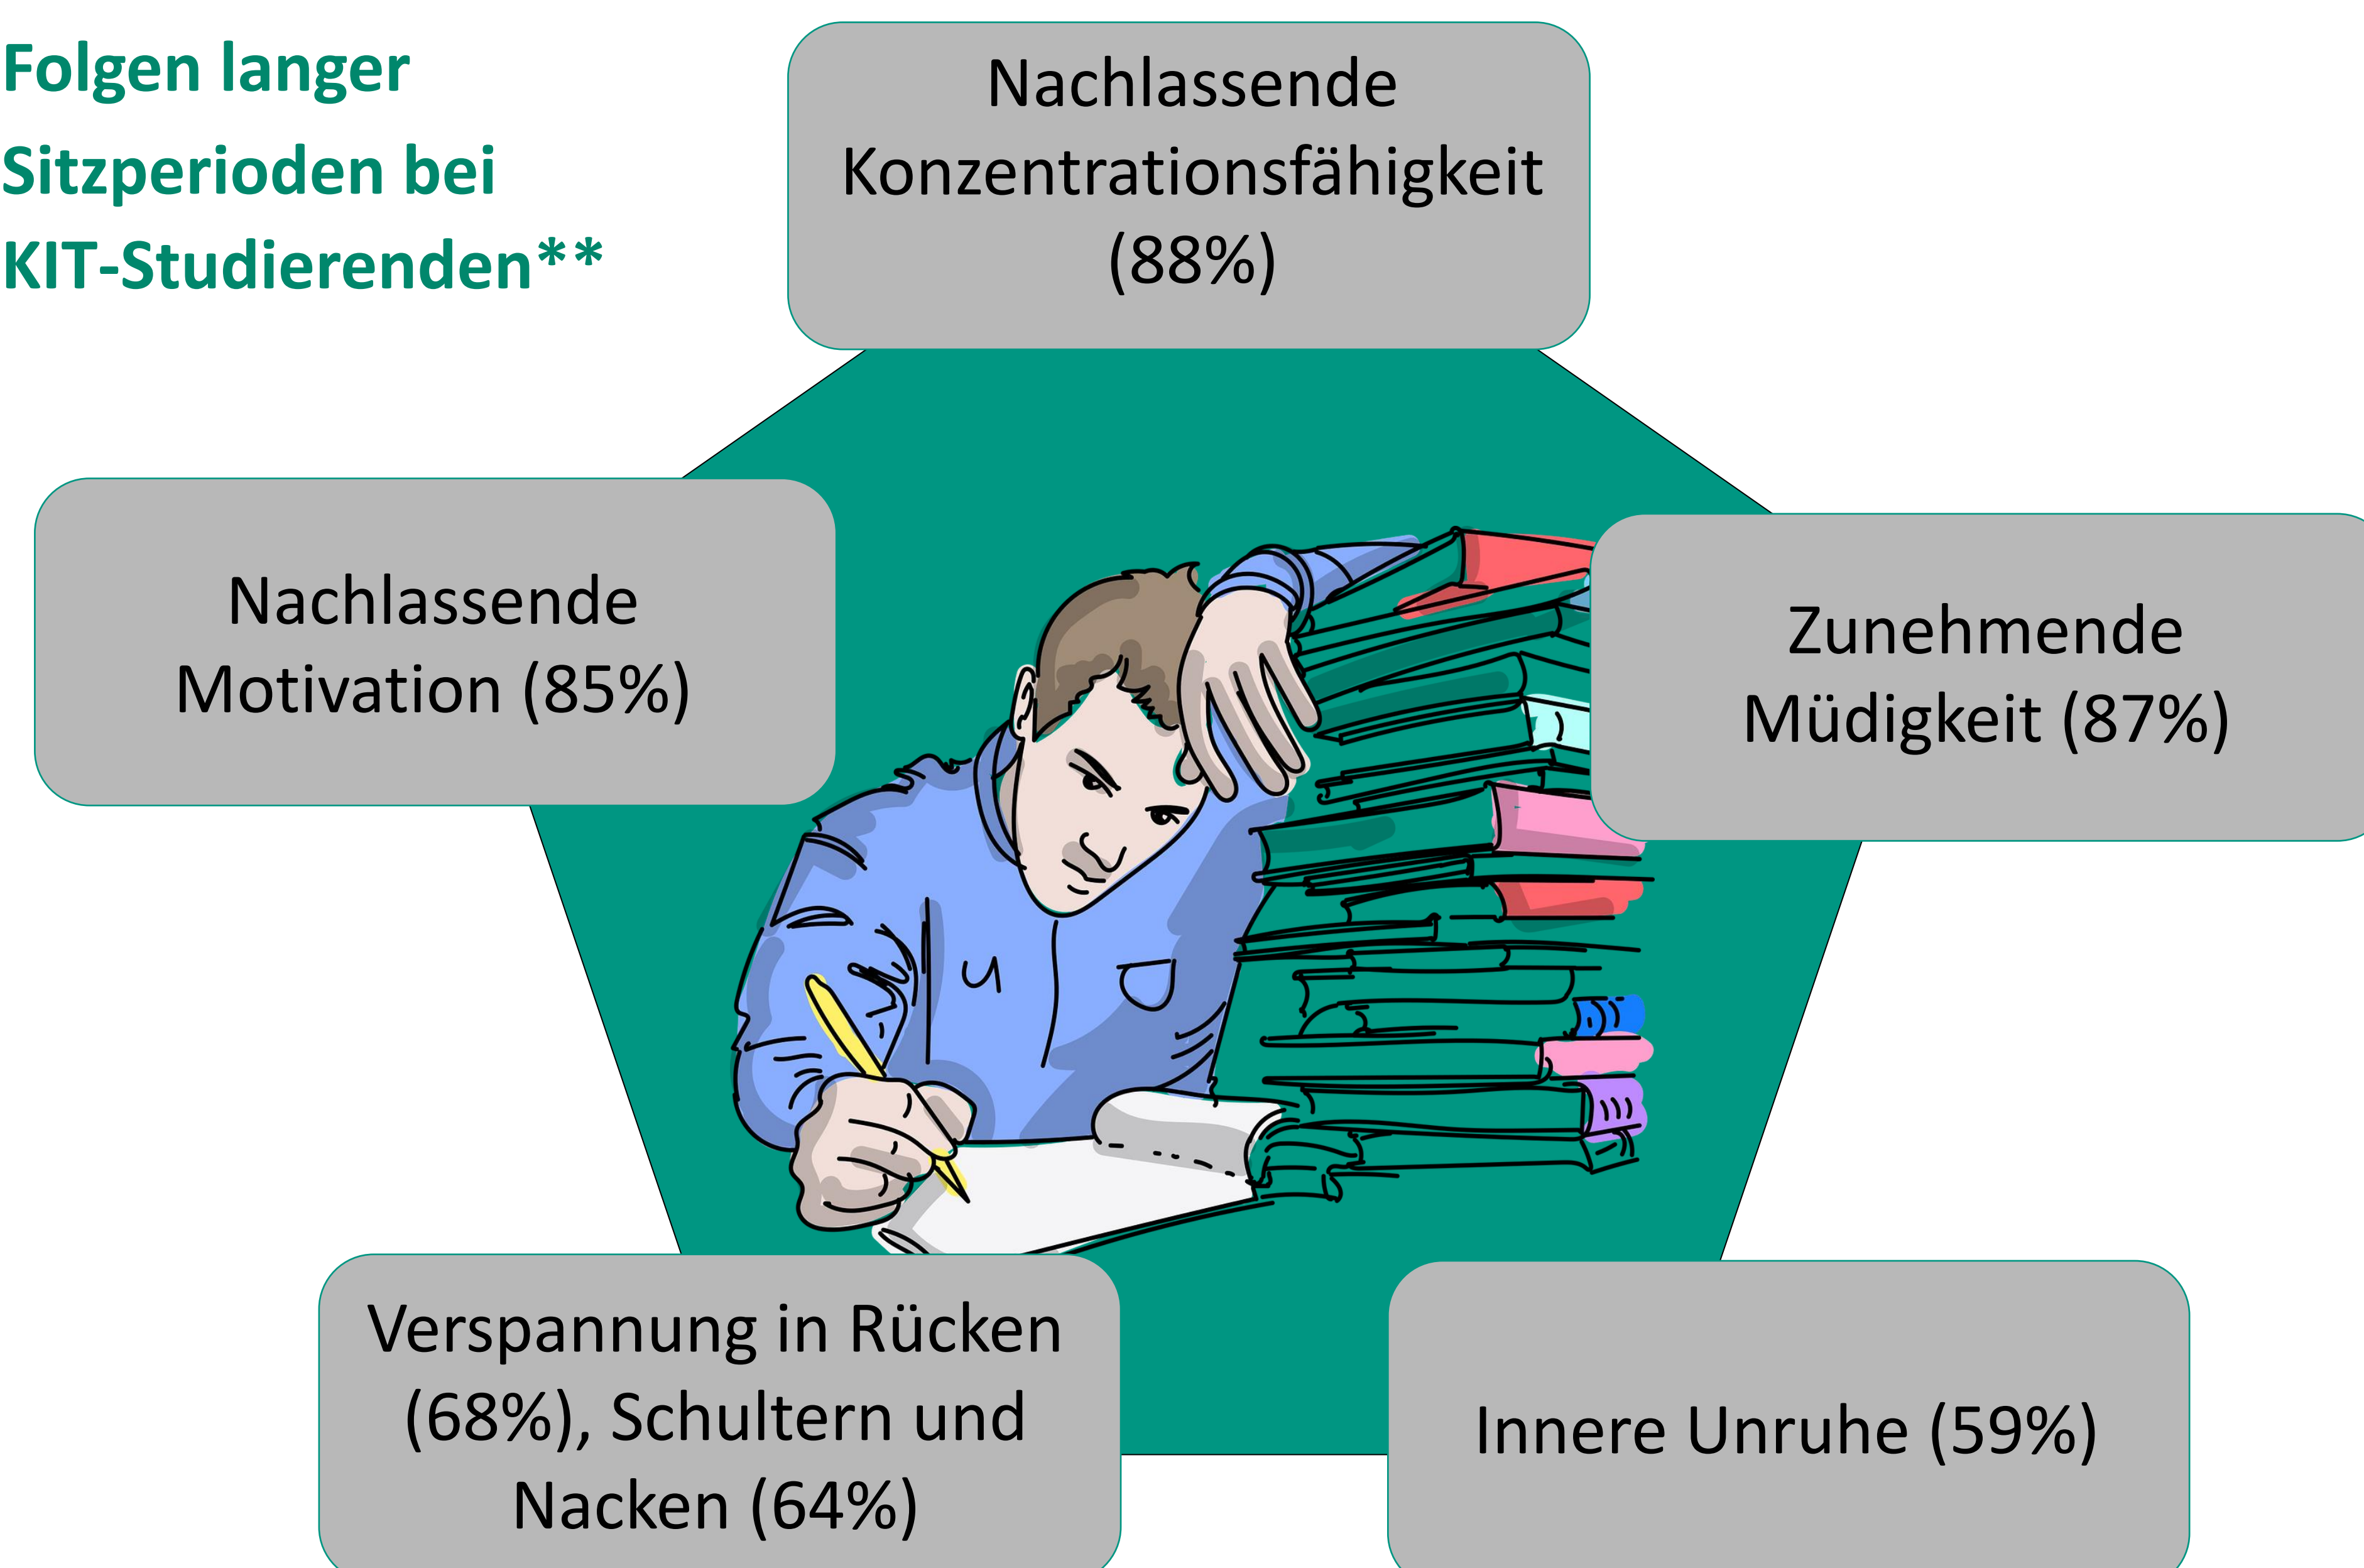 Folgen langer
Sitzperioden bei
KIT-Studierenden**
Nachlassende
Konzentrationsfähigkeit
(88%)
Nachlassende
Motivation (85%)
Zunehmende
Müdigkeit (87%)
Verspannung in Rücken
(68%), Schultern und
Nacken (64%)
Innere Unruhe (59%)